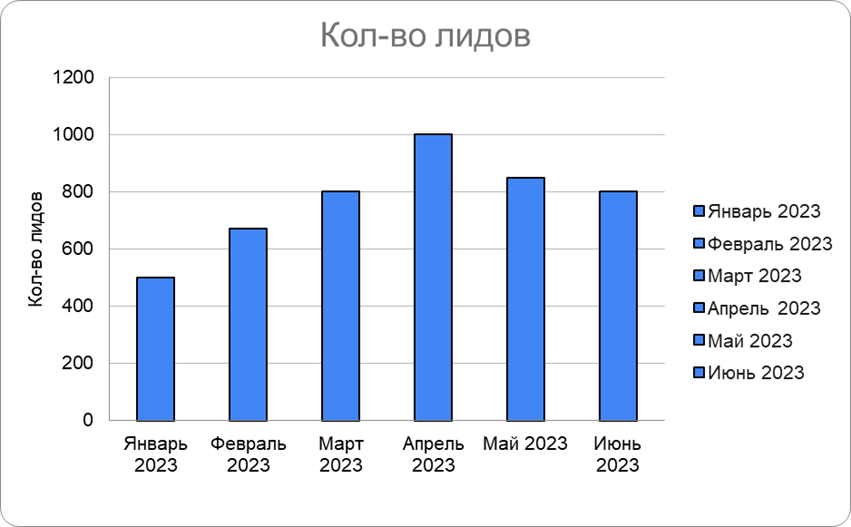 Кол-во лидов
1200
1000
800
600
400
200
0
Кол-во лидов
Январь
2023
Февраль
2023
Март
2023
Апрель
2023
Май 2023
Июнь
2023
Январь 2023
Февраль 2023
Март 2023
Апрель  2023
Май 2023
Июнь 2023